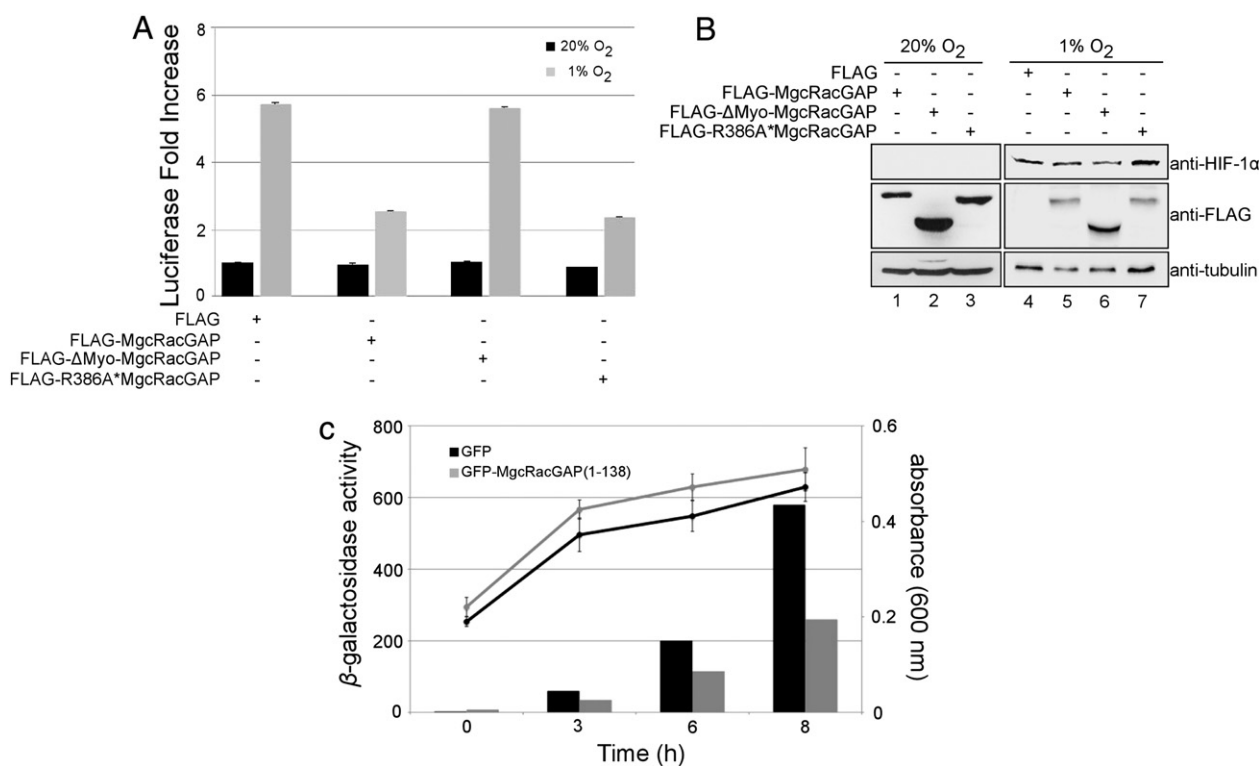 A
Luciferase Fold Increase
8
6
4
2
0
20% O2
1% O2
FLAG + - - -
FLAG-MgcRacGAP - + - -
FLAG-ΔMyo-MgcRacGAP - - + -
FLAG-R386A*MgcRacGAP - - - +
B
20% O2 1% O2
FLAG - - - + - - -
FLAG-MgcRacGAP + - - - + - -
FLAG-ΔMyo-MgcRacGAP - + - - - + -
FLAG-R386A*MgcRacGAP - - + - - - +
anti-HIF-1α
anti-FLAG
anti-tubulin
1 2 3 4 5 6 7
C
β-galactosidase activity
800
600
400
200
0
GFP
GFP-MgcRacGAP(1-138)
0.6
0.4
0.2
0
absorbance (600 nm)
0 3 6 8
Time (h)